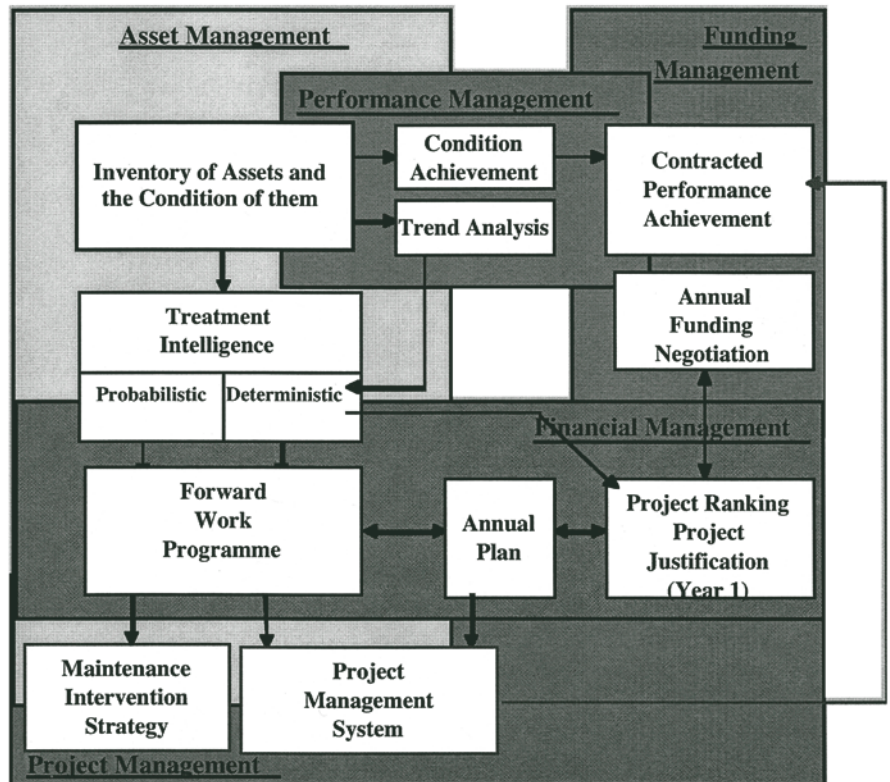 Asset Management
Funding
Management
Performance Management
Inventory of Assets and
the Condition of them
Condition
Achievement
Contracted
Performance
Achievement
Trend Analysis
Treatment
Intelligence
Annual
Funding
Negotiation
Probabilistic
Deterministic
Financial Management
Forward
Work
Programme
Annual
Plan
Project Ranking
Project
Justification
(Year 1)
Maintenance
Intervention
Strategy
Project
Management
System
Project Management